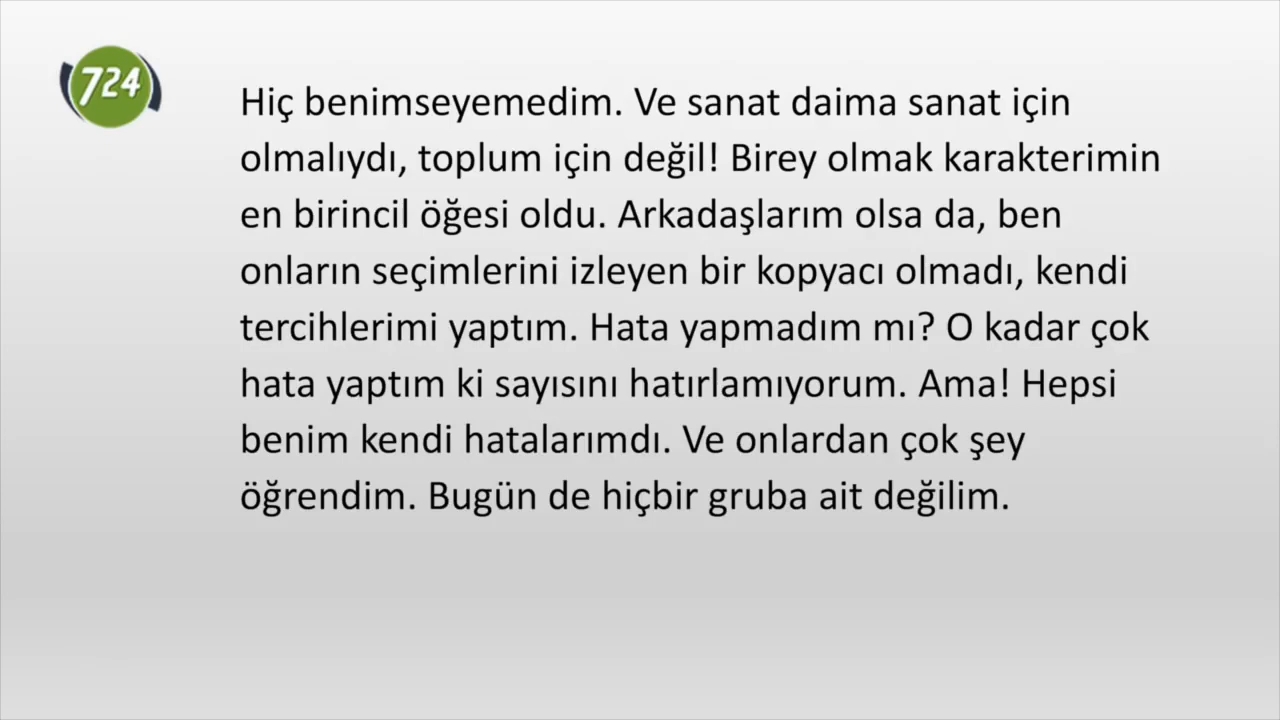 724
Hiç benimseyemedim. Ve sanat daima sanat için
olmalıydı, toplum için değil! Birey olmak karakterimin
en birincil öğesi oldu. Arkadaşlarım olsa da, ben
onların seçimlerini izleyen bir kopyacı olmadı, kendi
tercihlerimi yaptım. Hata yapmadım mı? O kadar çok
hata yaptım ki sayısını hatırlamıyorum. Ama! Hepsi
benim kendi hatalarımdı. Ve onlardan çok şey
öğrendim. Bugün de hiçbir gruba ait değilim.